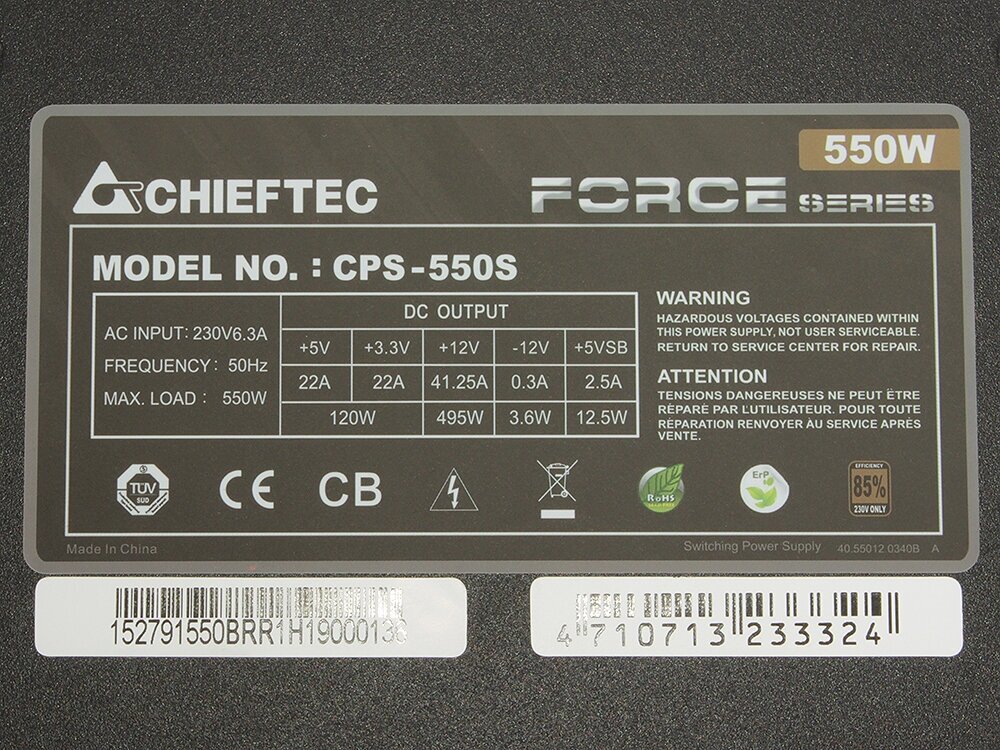 550W
CHIEFTEC
FORCE SERIES
MODEL NO. : CPS-550S
AC INPUT: 230V6.3A
FREQUENCY: 50Hz
MAX. LOAD : 550W
DC OUTPUT
+5V +3.3V +12V -12V +5VSB
22A 22A 41.25A 0.3A 2.5A
120W 495W 3.6W 12.5W
WARNING
HAZARDOUS VOLTAGES CONTAINED WITHIN
THIS POWER SUPPLY, NOT USER SERVICEABLE.
RETURN TO SERVICE CENTER FOR REPAIR.
ATTENTION
TENSIONS DANGEREUSES NE PEUT ËTRE
RÉPARÉ PAR L'UTILISATEUR. POUR TOUTE
RÉPARATION RENVOYER ÀU SERVICE APRÈS
VENTE.
TÜV
SÜD
CE
CB
RoHS
ErP
EFFICIENCY
85%
230V ONLY
Made In China
Switching Power Supply 40.55012.0340B A
152791550BRR1H1900013
4 710713 233324